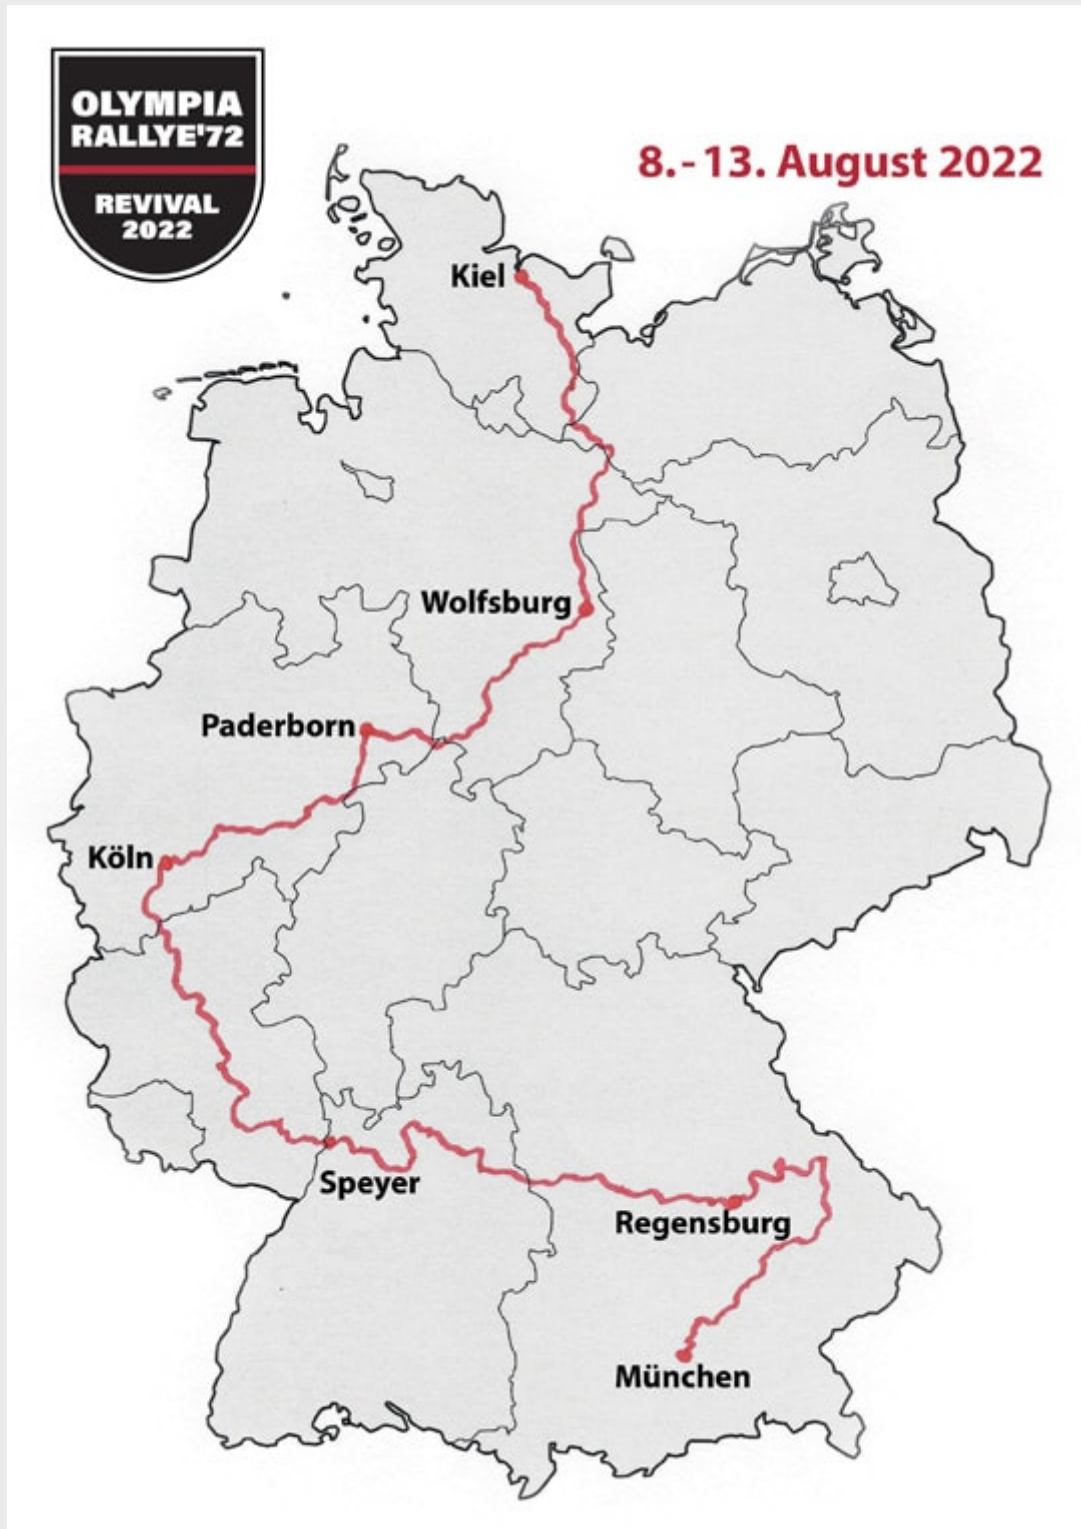 OLYMPIA
RALLYE'72
REVIVAL
2022
8.-13. August 2022
Kiel
Wolfsburg
Paderborn
Köln
Speyer
Regensburg
München